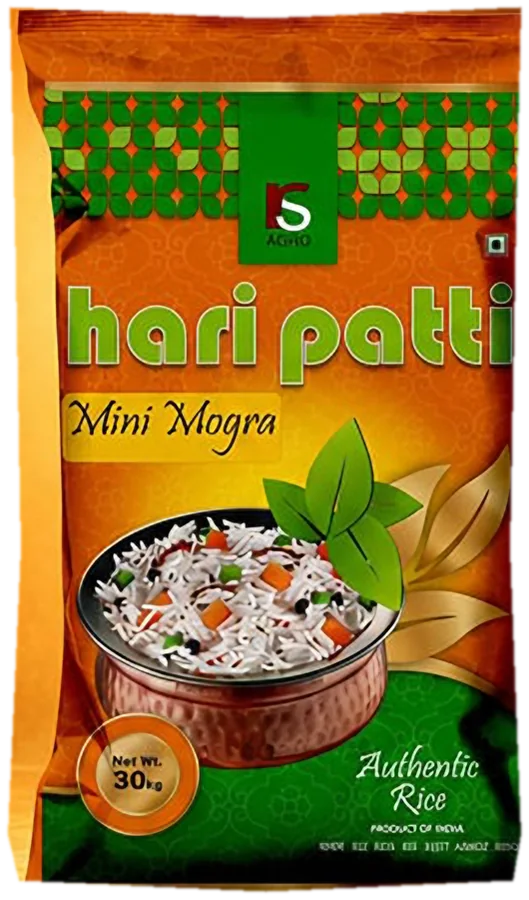 rs
AGRO
hari patti
Mini Mogra
Net Wt.
30kg
Authentic
Rice
PRODUCT OF INDIA